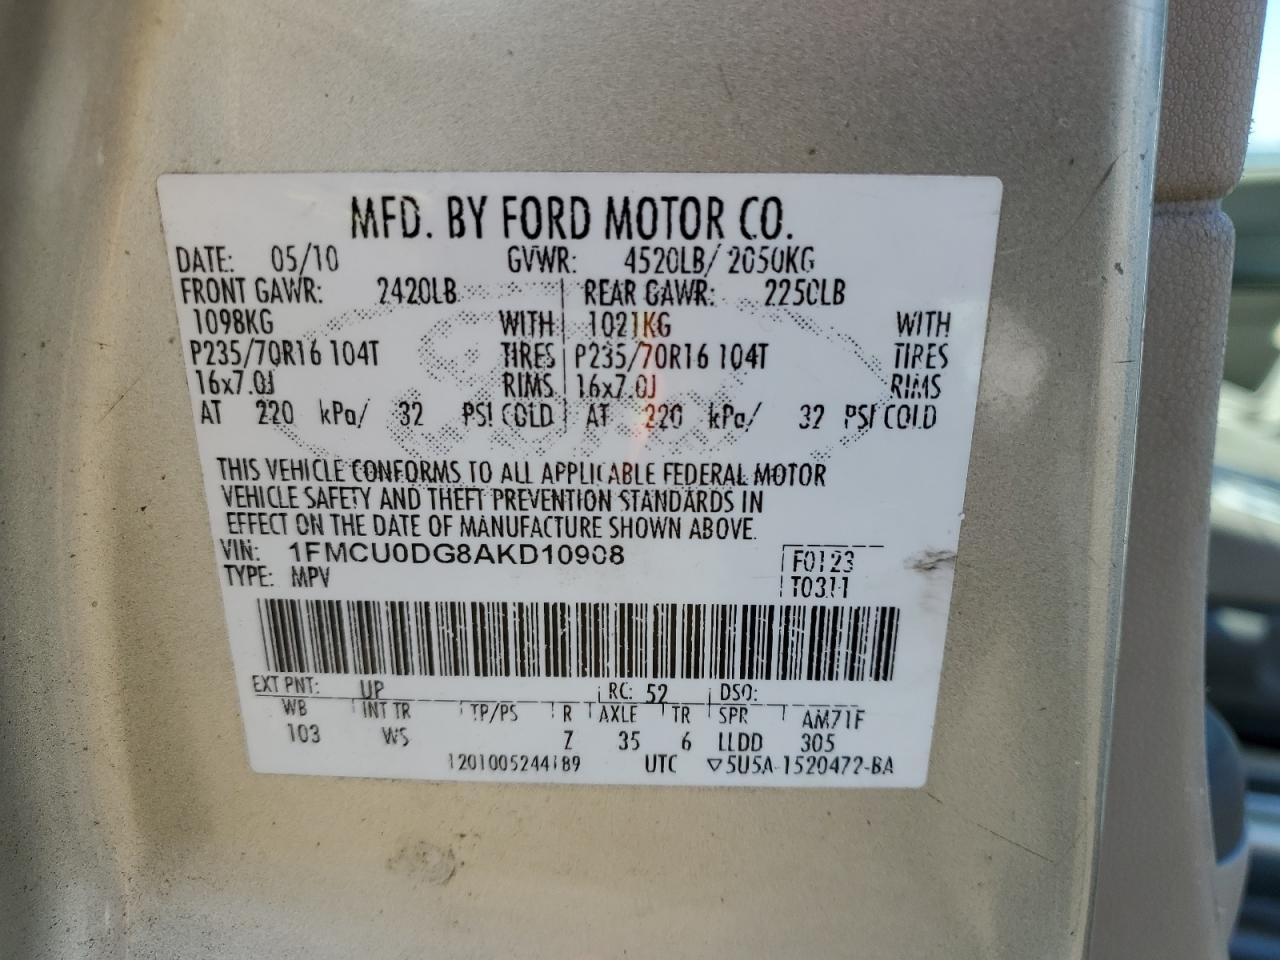 MFD. BY FORD MOTOR CO.
DATE: 05/10 GVWR: 4520LB/ 2050KG
FRONT GAWR: 2420LB REAR GAWR: 2250LB
1098KG WITH 1021KG WITH
P235/70R16 104T TIRES P235/70R16 104T TIRES
16x7.0J RIMS 16x7.0J RIMS
AT 220 kPa/ 32 PSI COLD AT 220 kPa/ 32 PSI COLD
THIS VEHICLE CONFORMS TO ALL APPLICABLE FEDERAL MOTOR
VEHICLE SAFETY AND THEFT PREVENTION STANDARDS IN
EFFECT ON THE DATE OF MANUFACTURE SHOWN ABOVE.
VIN: 1FMCU0DG8AKD10908 F0123
TYPE: MPV T0311
EXT PNT: UP RC: 52 DSO:
WB INT TR TP/PS R AXLE TR SPR AM71F
103 WS Z 35 6 LLDD 305
1201005244189 UTC ▽5U5A-1520472-BA